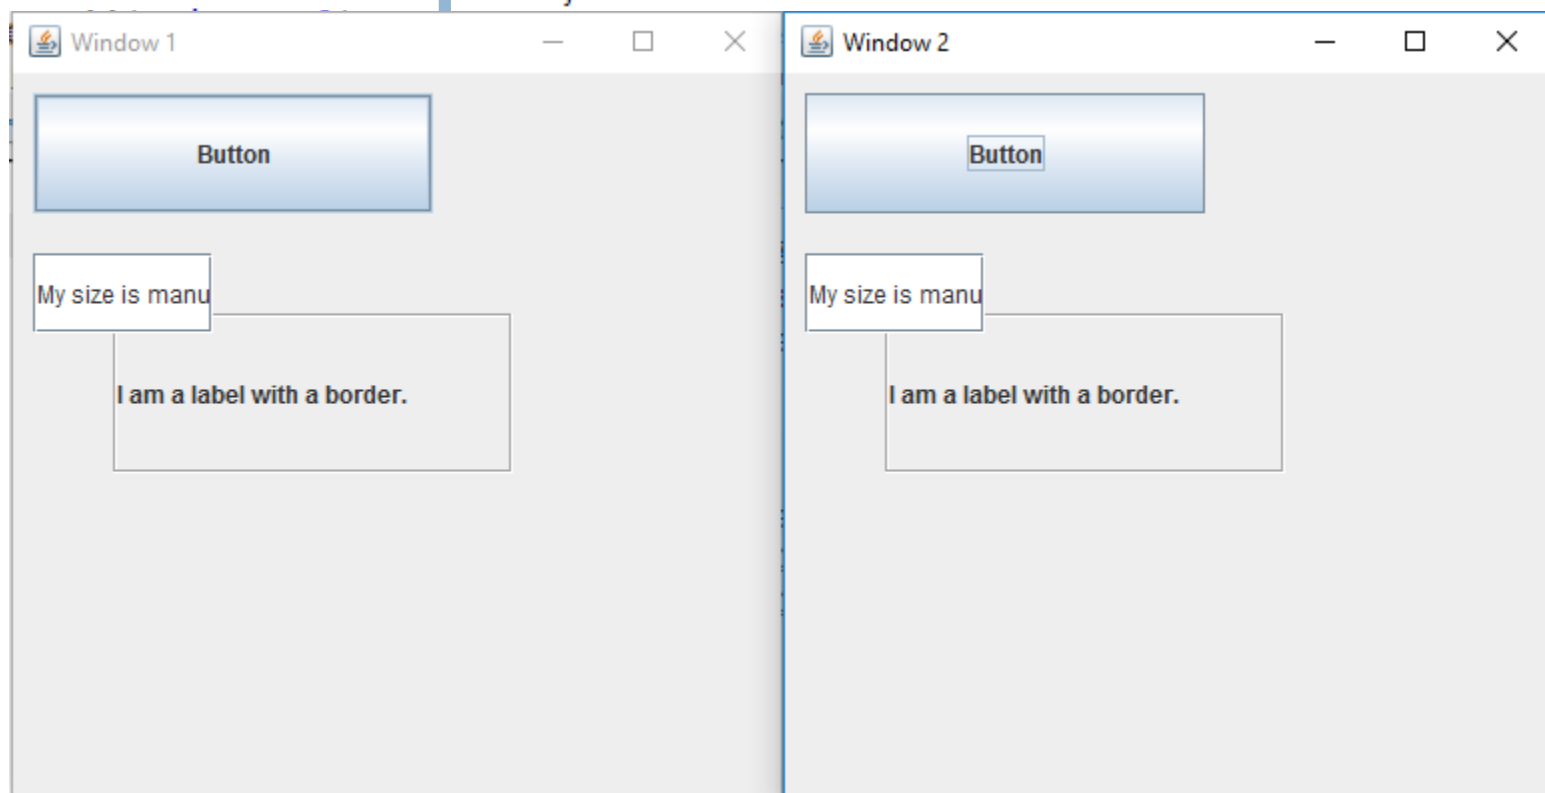 Window 1
Button
My size is manu
I am a label with a border.
Window 2
Button
My size is manu
I am a label with a border.